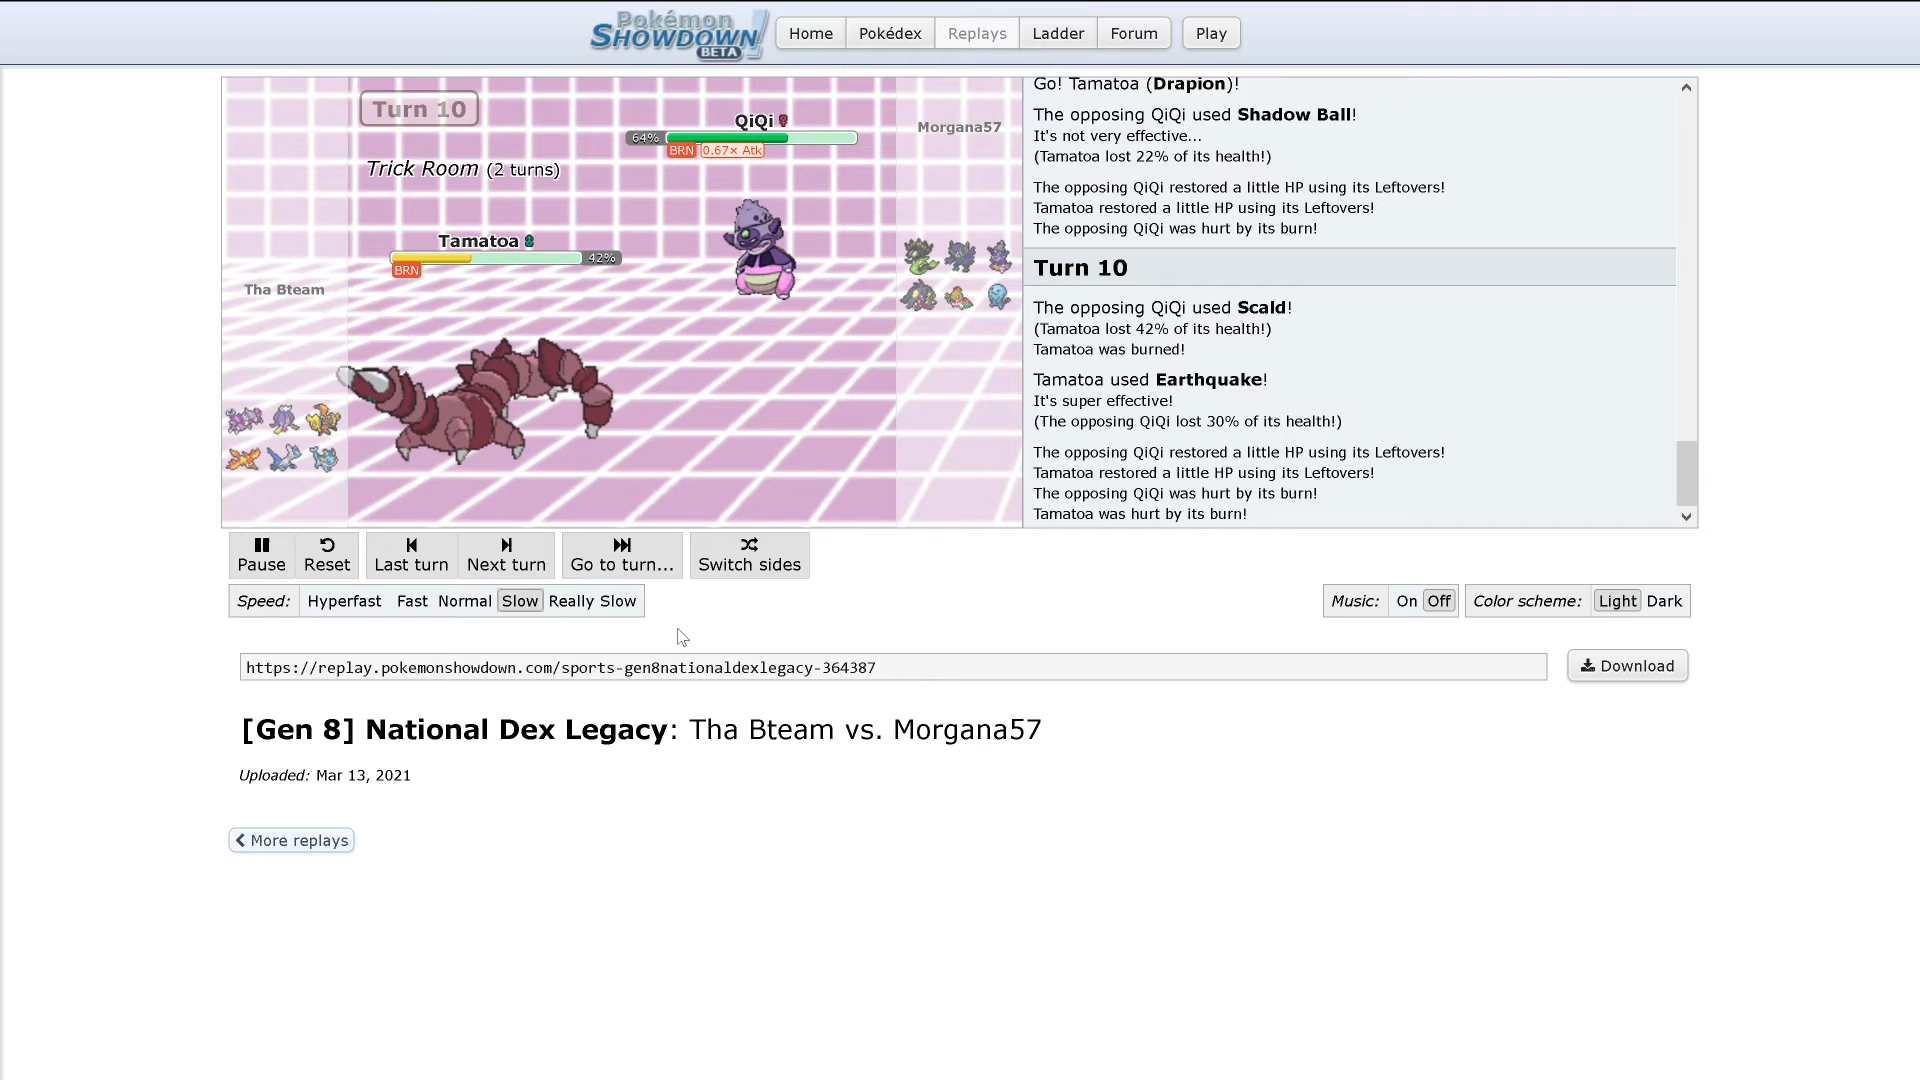 Pokémon
SHOWDOWN!
BETA
Home
Pokédex
Replays
Ladder
Forum
Play
Turn 10
Trick Room (2 turns)
QiQi
64%
BRN
0.67× Atk
Morgana57
Tamatoa
42%
BRN
Tha Bteam
Go! Tamatoa (Drapion)!
The opposing QiQi used Shadow Ball!
It's not very effective...
(Tamatoa lost 22% of its health!)
The opposing QiQi restored a little HP using its Leftovers!
Tamatoa restored a little HP using its Leftovers!
The opposing QiQi was hurt by its burn!
Turn 10
The opposing QiQi used Scald!
(Tamatoa lost 42% of its health!)
Tamatoa was burned!
Tamatoa used Earthquake!
It's super effective!
(The opposing QiQi lost 30% of its health!)
The opposing QiQi restored a little HP using its Leftovers!
Tamatoa restored a little HP using its Leftovers!
The opposing QiQi was hurt by its burn!
Tamatoa was hurt by its burn!
Pause
Reset
Last turn
Next turn
Go to turn...
Switch sides
Speed: Hyperfast Fast Normal Slow Really Slow
Music: On Off
Color scheme: Light Dark
https://replay.pokemonshowdown.com/sports-gen8nationaldexlegacy-364387
Download
[Gen 8] National Dex Legacy: Tha Bteam vs. Morgana57
Uploaded: Mar 13, 2021
More replays